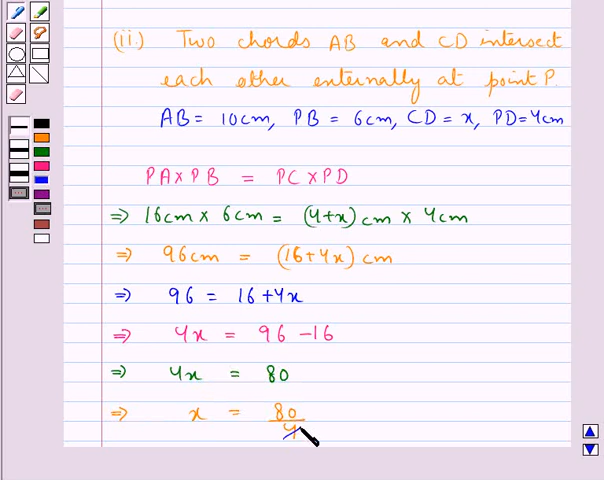 (ii.) Two chords AB and CD intersect
each other enternally at point P.
AB = 10cm, PB = 6cm, CD = x, PD = 4cm
PA×PB = PC×PD
⇒ 16cm × 6cm = (4+x)cm × 4cm
⇒ 96cm = (16+4x)cm
⇒ 96 = 16+4x
⇒ 4x = 96-16
⇒ 4x = 80
⇒ x = 80/4